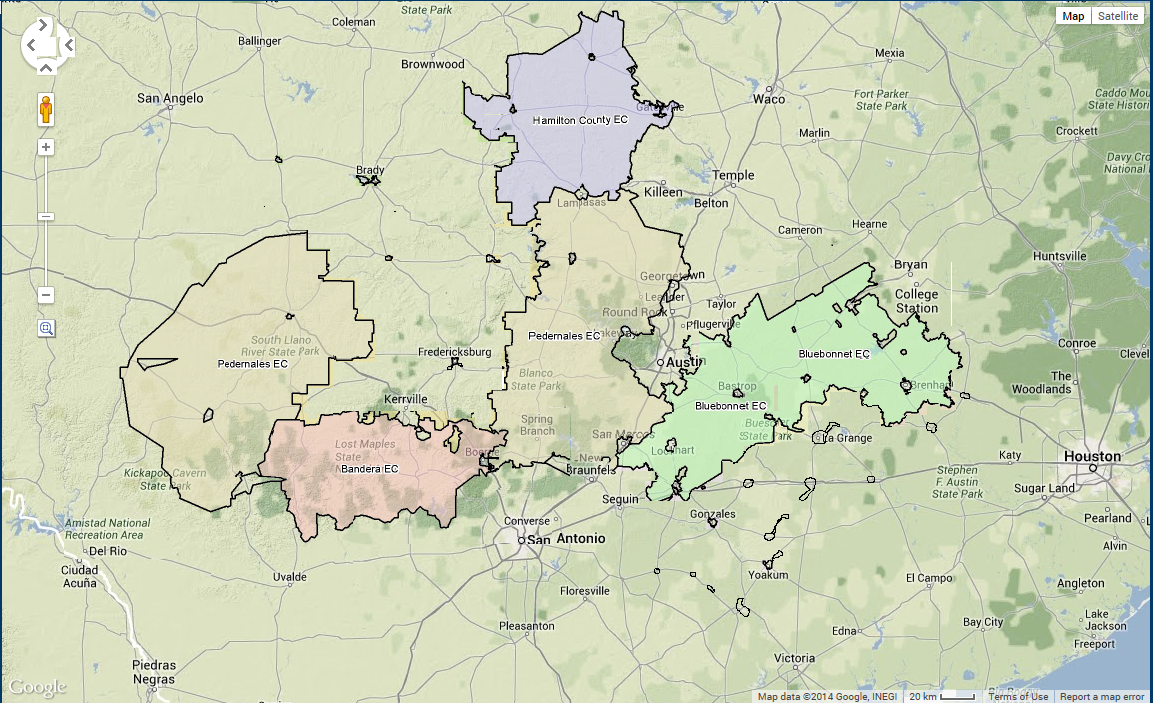 State Park
Map
Satellite
Coleman
Ballinger
Mexia
Brownwood
San Angelo
Waco
Fort Parker
State Park
Caddo Mou
State Histori
Hamilton County EC
Marlin
Crockett
Brady
Davy Cro
National
Temple
Killeen
Belton
Lampasas
Hearne
Cameron
Huntsville
Bryan
Georgetown
College
Station
Leander
Taylor
Round Rock
Pflugerville
South Llano
River State Park
Pedernales EC
Conroe
Clevel
Fredericksburg
Bluebonnet EC
Pedernales EC
Austin
Blanco
State Park
The
Woodlands
Bastrop
Brenham
Kerrville
Bluebonnet EC
Spring
Branch
San Marcos
La Grange
Lost Maples
State Park
Lockhart
Boerne
Katy
Houston
Bandera EC
Kickapoo Cavern
State Park
Braunfels
Stephen
F. Austin
State Park
Sugar Land
Seguin
Gonzales
Pearland
Converse
Amistad National
Recreation Area
San Antonio
Alvin
Del Rio
Ciudad
Acuña
Uvalde
Yoakum
El Campo
Angleton
Floresville
Lake
Jackson
Pleasanton
Edna
Bay City
Freeport
Piedras
Negras
Victoria
Google
Map data ©2014 Google, INEGI
20 km
Terms of Use
Report a map error